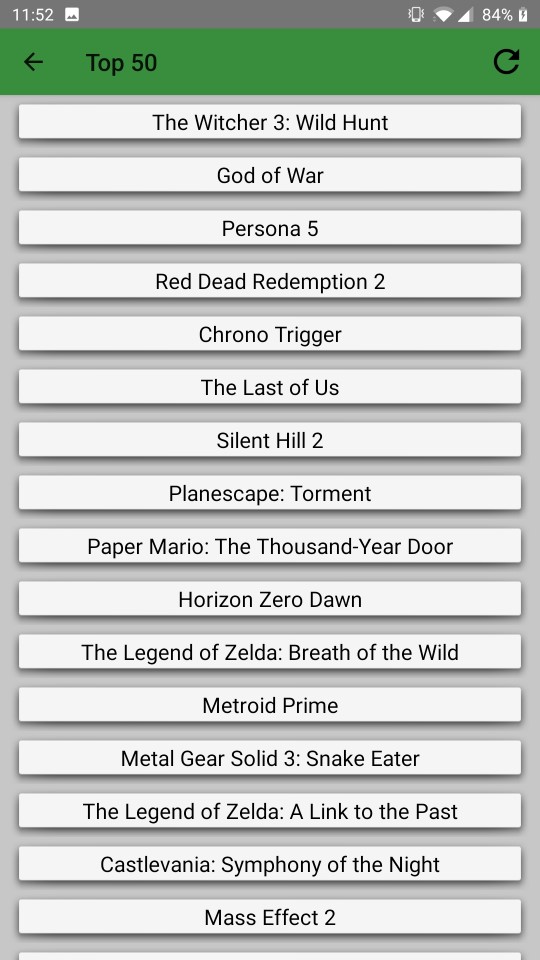 11:52
84%
Top 50
The Witcher 3: Wild Hunt
God of War
Persona 5
Red Dead Redemption 2
Chrono Trigger
The Last of Us
Silent Hill 2
Planescape: Torment
Paper Mario: The Thousand-Year Door
Horizon Zero Dawn
The Legend of Zelda: Breath of the Wild
Metroid Prime
Metal Gear Solid 3: Snake Eater
The Legend of Zelda: A Link to the Past
Castlevania: Symphony of the Night
Mass Effect 2